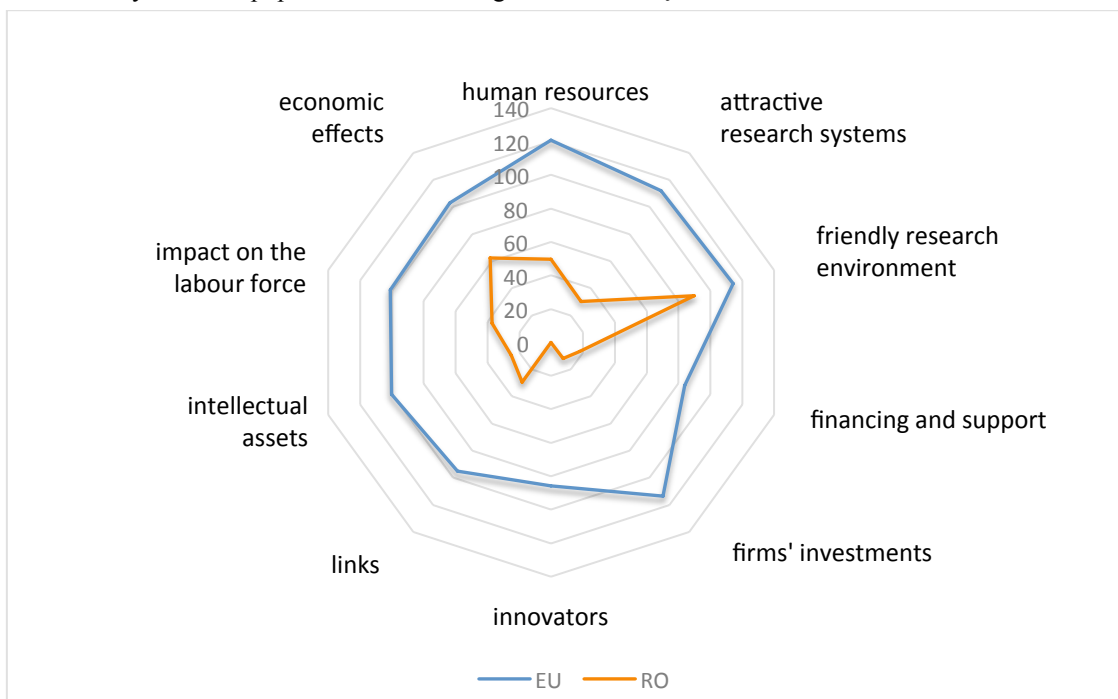 human resources
140
120
100
80
60
40
20
0
attractive
research systems
friendly research
environment
financing and support
firms' investments
innovators
links
intellectual
assets
impact on the
labour force
economic
effects
EU
RO